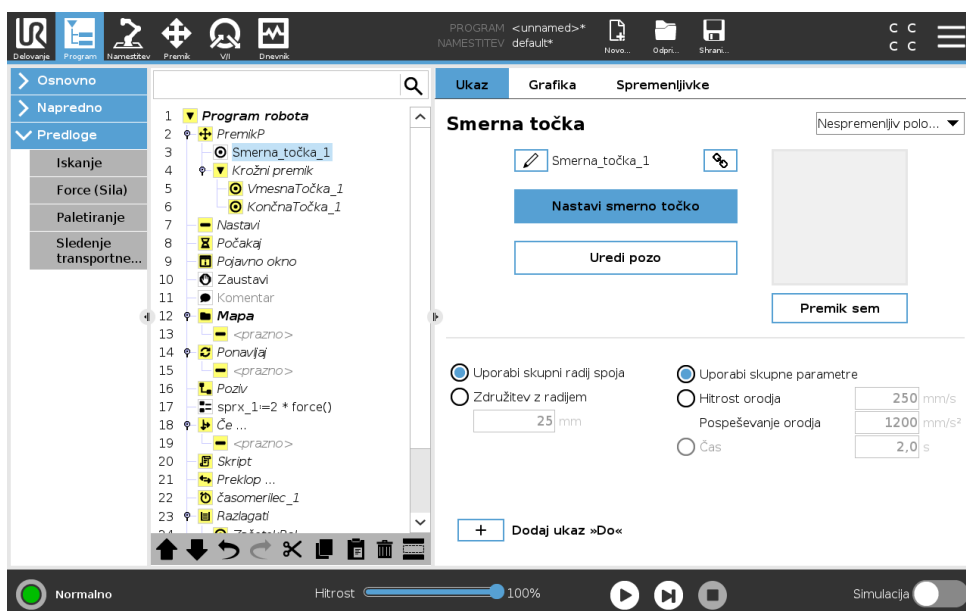 Delovanje
Program
Namestitev
Premik
V/I
Dnevnik
PROGRAM <unnamed>*
NAMESTITEV default*
Novo...
Odpri...
Shrani...
C C
C C
Osnovno
Napredno
Predloge
Iskanje
Force (Sila)
Paletiranje
Sledenje
transportne...
1 Program robota
2 PremikP
3 Smerna_točka_1
4 Krožni premik
5 VmesnaTočka_1
6 KončnaTočka_1
7 Nastavi
8 Počakaj
9 Pojavno okno
10 Zaustavi
11 Komentar
12 Mapa
13 <prazno>
14 Ponavljaj
15 <prazno>
16 Poziv
17 sprx_1:=2 * force()
18 Če ...
19 <prazno>
20 Skript
21 Preklop ...
22 časomerilec_1
23 Razlagati
Ukaz
Grafika
Spremenljivke
Smerna točka
Nespremenljiv polo...
Smerna_točka_1
Nastavi smerno točko
Uredi pozo
Premik sem
Uporabi skupni radij spoja
Združitev z radijem
25 mm
Uporabi skupne parametre
Hitrost orodja 250 mm/s
Pospeševanje orodja 1200 mm/s²
Čas 2,0 s
+ Dodaj ukaz »Do«
Normalno
Hitrost 100%
Simulacija